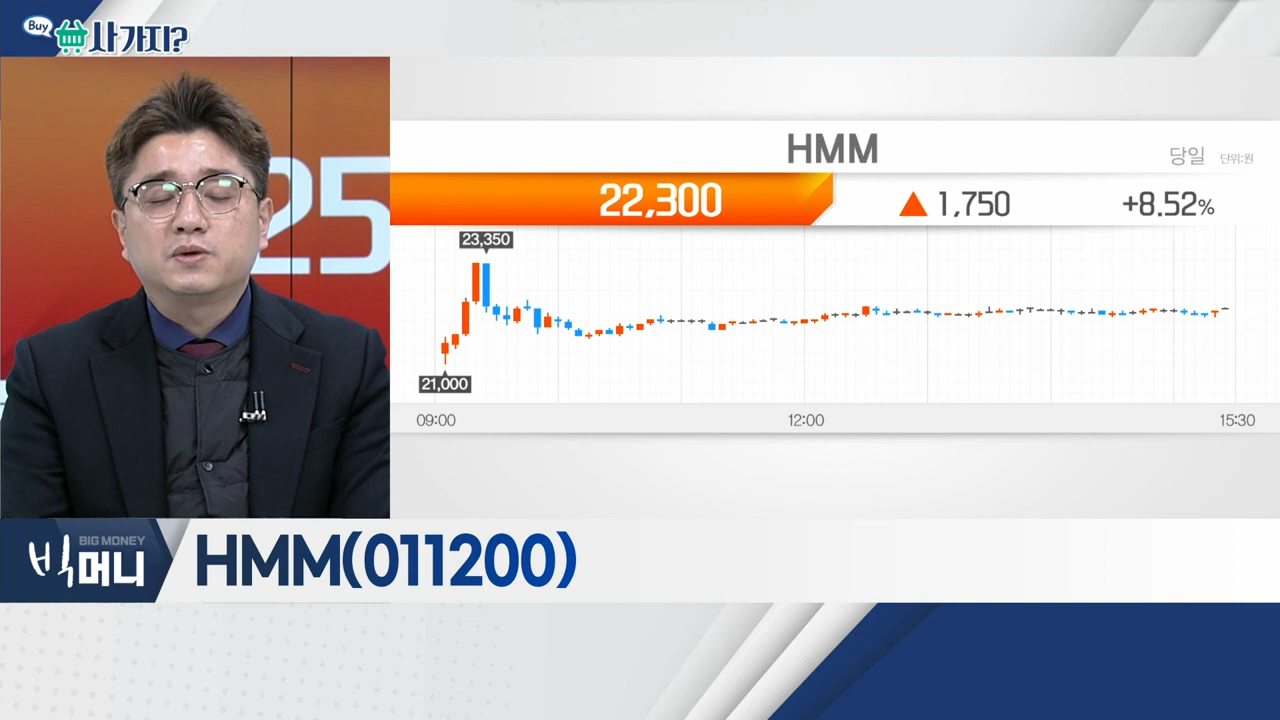 Buy
사가지?
25
HMM
당일 단위:원
22,300 ▲ 1,750 +8.52%
23,350
21,000
09:00 12:00 15:30
BIG MONEY
빅머니
HMM(011200)